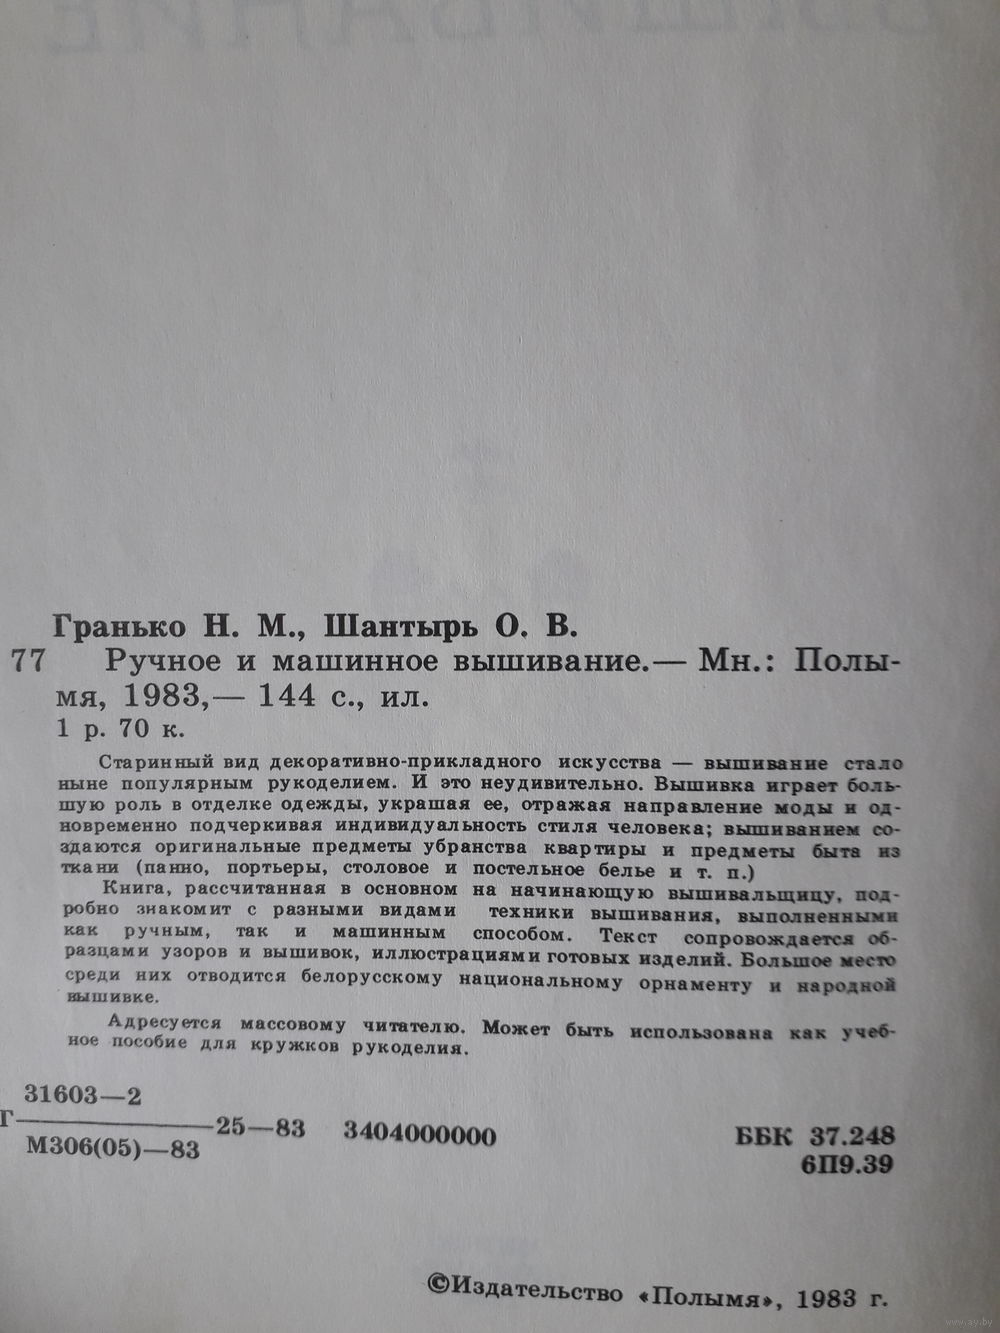 Гранько Н. М., Шантырь О. В.
77 Ручное и машинное вышивание.— Мн.: Полы-
мя, 1983,— 144 с., ил.
1 р. 70 к.
Старинный вид декоративно-прикладного искусства — вышивание стало
ныне популярным рукоделием. И это неудивительно. Вышивка играет боль-
шую роль в отделке одежды, украшая ее, отражая направление моды и од-
новременно подчеркивая индивидуальность стиля человека; вышиванием со-
здаются оригинальные предметы убранства квартиры и предметы быта из
ткани (панно, портьеры, столовое и постельное белье и т. п.)
Книга, рассчитанная в основном на начинающую вышивальщицу, под-
робно знакомит с разными видами техники вышивания, выполненными
как ручным, так и машинным способом. Текст сопровождается об-
разцами узоров и вышивок, иллюстрациями готовых изделий. Большое место
среди них отводится белорусскому национальному орнаменту и народной
вышивке.
Адресуется массовому читателю. Может быть использована как учеб-
ное пособие для кружков рукоделия.
31603—2
Г —25—83 3404000000
М306(05)—83
ББК 37.248
6П9.39
©Издательство «Полымя», 1983 г.
www.ay.by